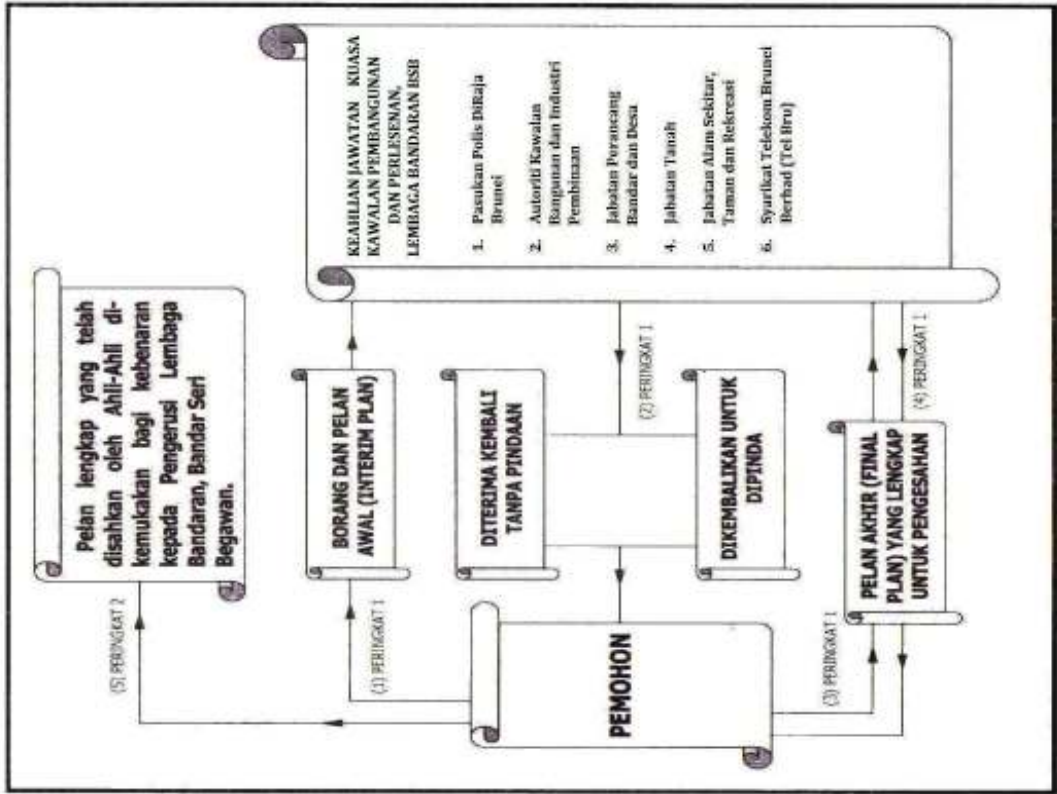 Pelan lengkap yang telah
disahkan oleh Ahli-Ahli di-
kemukakan bagi kebenaran
kepada Pengerusi Lembaga
Bandaran, Bandar Seri
Begawan.
(5) PERINGKAT 2
(1) PERINGKAT 1
BORANG DAN PELAN
AWAL (INTERIM PLAN)
DITERIMA KEMBALI
TANPA PINDAAN
PEMOHON
(2) PERINGKAT 1
DIKEMBALIKAN UNTUK
DIPINDA
(3) PERINGKAT 1
PELAN AKHIR (FINAL
PLAN) YANG LENGKAP
UNTUK PENGESAHAN
(4) PERINGKAT 1
KEAHLIAN JAWATAN KUASA
KAWALAN PEMBANGUNAN
DAN PERLESENAN,
LEMBAGA BANDARAN BSB
1. Pasukan Polis DiRaja
Brunei
2. Autoriti Kawalan
Bangunan dan Industri
Pembinaan
3. Jabatan Perancang
Bandar dan Desa
4. Jabatan Tanah
5. Jabatan Alam Sekitar,
Taman dan Rekreasi
6. Syarikat Telekom Brunei
Berhad (Tel Bru)